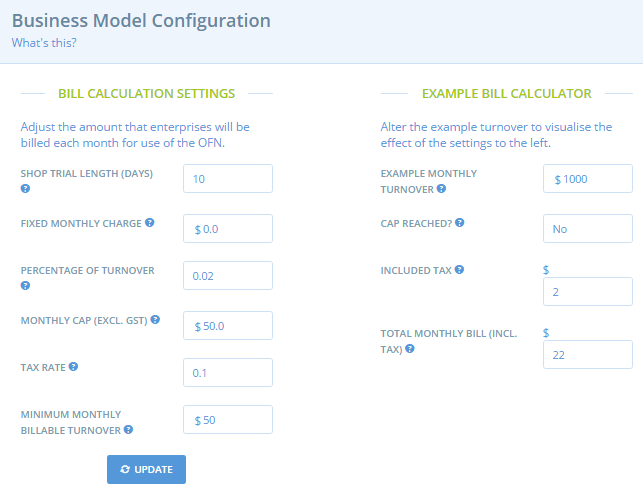 Business Model Configuration
What's this?
BILL CALCULATION SETTINGS
Adjust the amount that enterprises will be
billed each month for use of the OFN.
SHOP TRIAL LENGTH (DAYS)
?
10
FIXED MONTHLY CHARGE ?
$ 0.0
PERCENTAGE OF TURNOVER
?
0.02
MONTHLY CAP (EXCL. GST) ?
$ 50.0
TAX RATE ?
0.1
MINIMUM MONTHLY
BILLABLE TURNOVER ?
$ 50
UPDATE
EXAMPLE BILL CALCULATOR
Alter the example turnover to visualise the
effect of the settings to the left.
EXAMPLE MONTHLY
TURNOVER ?
$ 1000
CAP REACHED? ?
No
INCLUDED TAX ?
$
2
TOTAL MONTHLY BILL (INCL.
TAX) ?
$
22